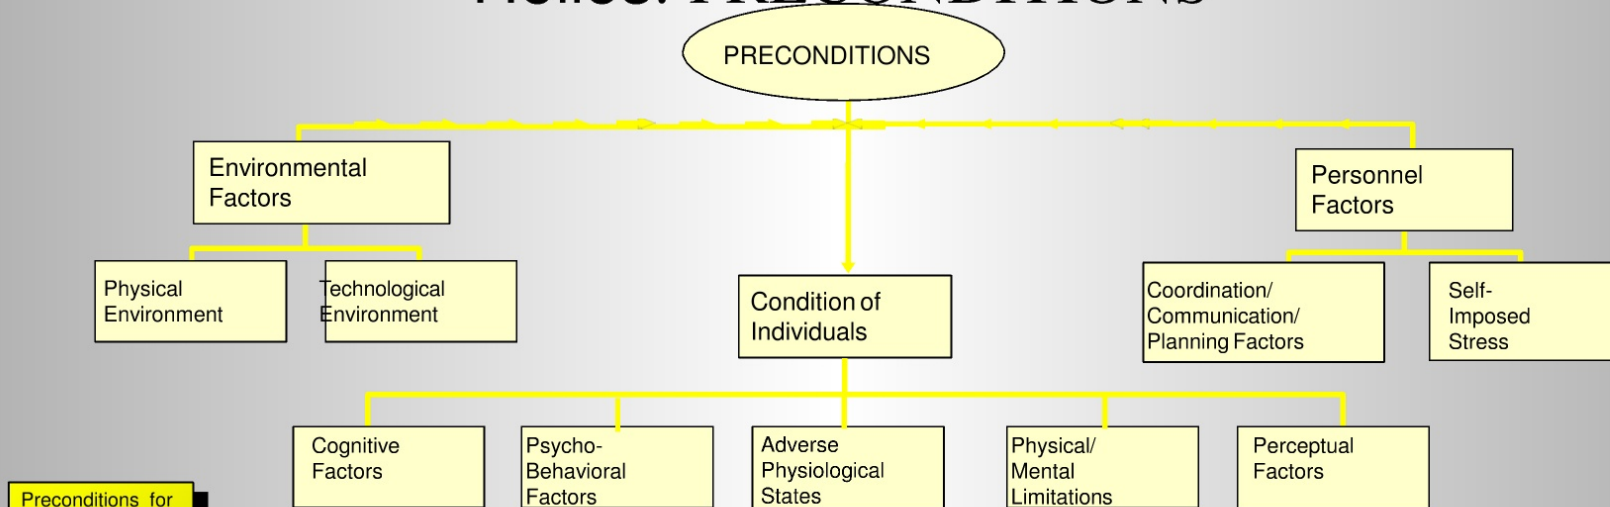 PRECONDITIONS
PRECONDITIONS
Environmental
Factors
Personnel
Factors
Physical
Environment
Technological
Environment
Condition of
Individuals
Coordination/
Communication/
Planning Factors
Self-
Imposed
Stress
Cognitive
Factors
Psycho-
Behavioral
Factors
Adverse
Physiological
States
Physical/
Mental
Limitations
Perceptual
Factors
Preconditions for